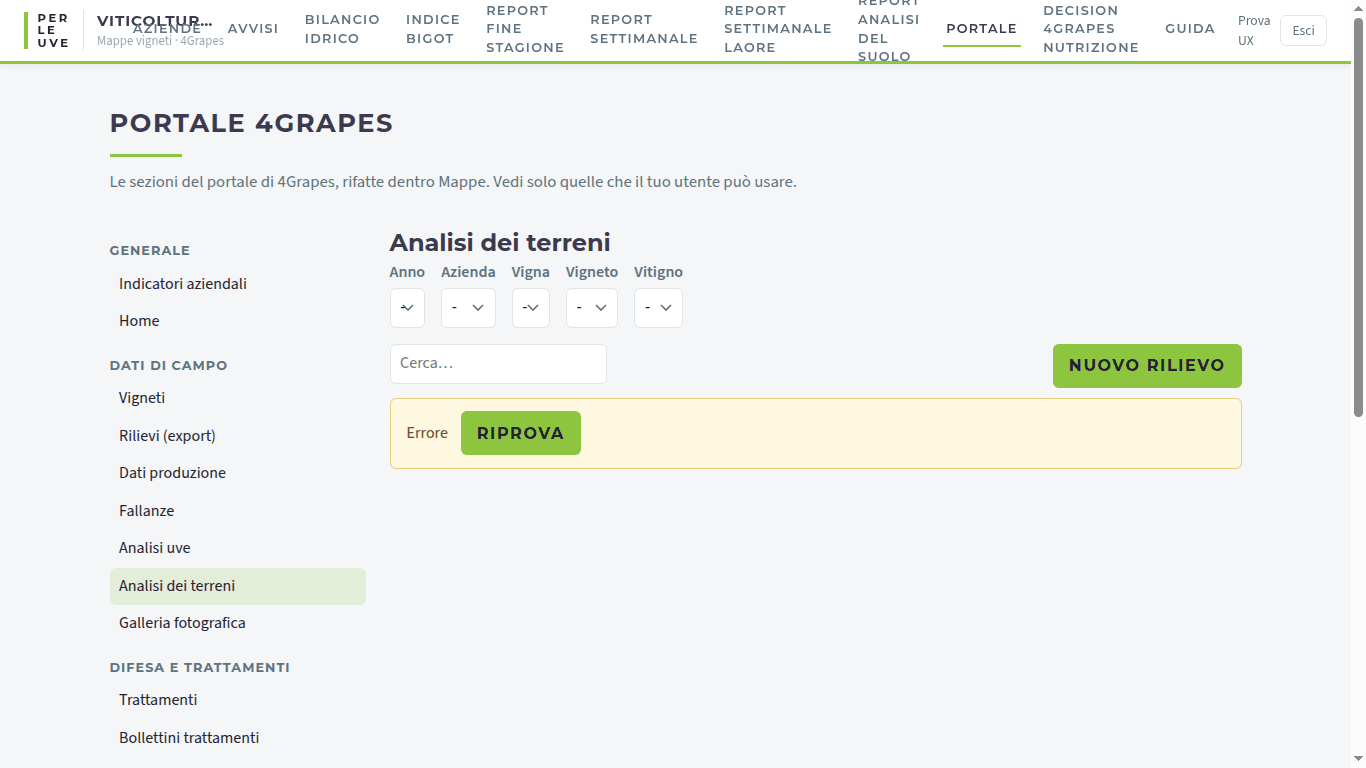 PER
LE
UVE
VITICOLTUR...
Mappe vigneti · 4Grapes
AZIENDE
AVVISI
BILANCIO
IDRICO
INDICE
BIGOT
REPORT
FINE
STAGIONE
REPORT
SETTIMANALE
REPORT
SETTIMANALE
LAORE
REPORT
ANALISI
DEL
SUOLO
PORTALE
DECISION
4GRAPES
NUTRIZIONE
GUIDA
Prova
UX
Esci
PORTALE 4GRAPES
Le sezioni del portale di 4Grapes, rifatte dentro Mappe. Vedi solo quelle che il tuo utente può usare.
GENERALE
Indicatori aziendali
Home
DATI DI CAMPO
Vigneti
Rilievi (export)
Dati produzione
Fallanze
Analisi uve
Analisi dei terreni
Galleria fotografica
DIFESA E TRATTAMENTI
Trattamenti
Bollettini trattamenti
Analisi dei terreni
Anno Azienda Vigna Vigneto Vitigno
- - - - -
Cerca...
NUOVO RILIEVO
Errore RIPROVA